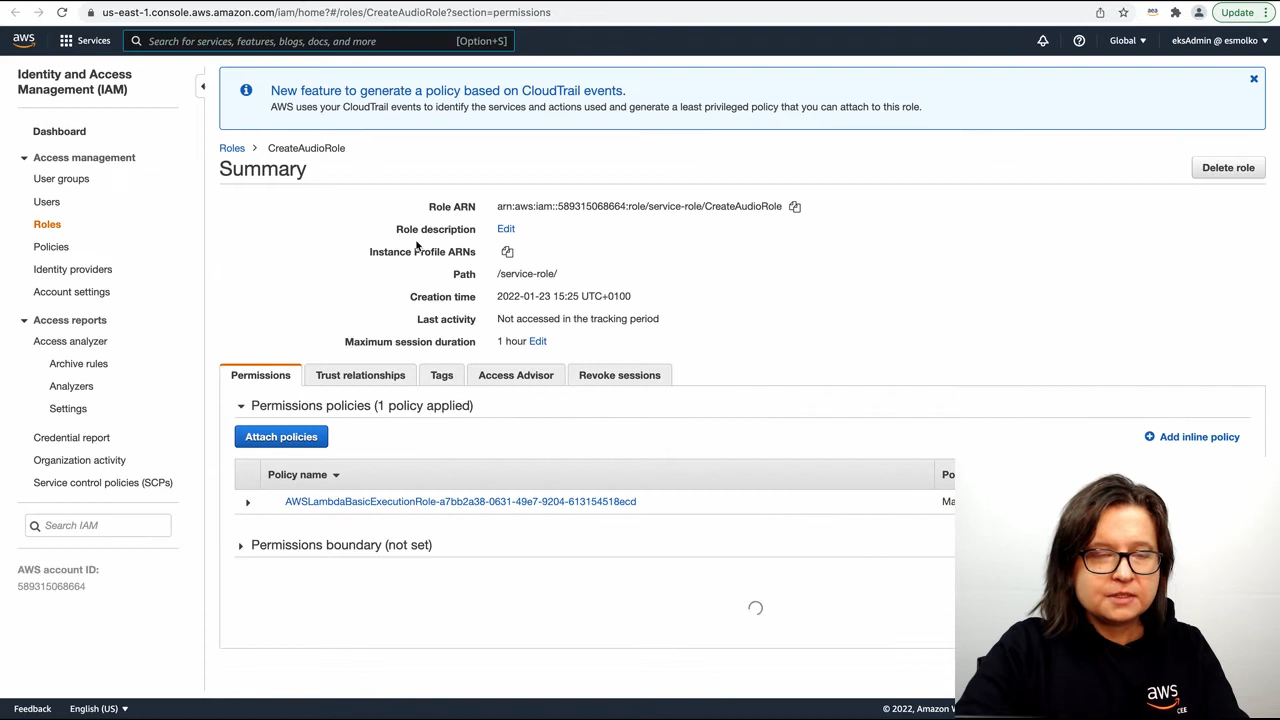 us-east-1.console.aws.amazon.com/iam/home?#/roles/CreateAudioRole?section=permissions
aea
Update
aws
Services
Search for services, features, blogs, docs, and more
[Option+S]
Global
eksAdmin @ esmolko
Identity and Access Management (IAM)
Dashboard
Access management
User groups
Users
Roles
Policies
Identity providers
Account settings
Access reports
Access analyzer
Archive rules
Analyzers
Settings
Credential report
Organization activity
Service control policies (SCPs)
Search IAM
AWS account ID:
589315068664
New feature to generate a policy based on CloudTrail events.
AWS uses your CloudTrail events to identify the services and actions used and generate a least privileged policy that you can attach to this role.
Roles > CreateAudioRole
Summary
Delete role
Role ARN arn:aws:iam::589315068664:role/service-role/CreateAudioRole
Role description Edit
Instance Profile ARNs
Path /service-role/
Creation time 2022-01-23 15:25 UTC+0100
Last activity Not accessed in the tracking period
Maximum session duration 1 hour Edit
Permissions
Trust relationships
Tags
Access Advisor
Revoke sessions
Permissions policies (1 policy applied)
Attach policies
Add inline policy
Policy name
Po
AWSLambdaBasicExecutionRole-a7bb2a38-0631-49e7-9204-613154518ecd
Ma
Permissions boundary (not set)
aws
CEE
Feedback
English (US)
© 2022, Amazon W